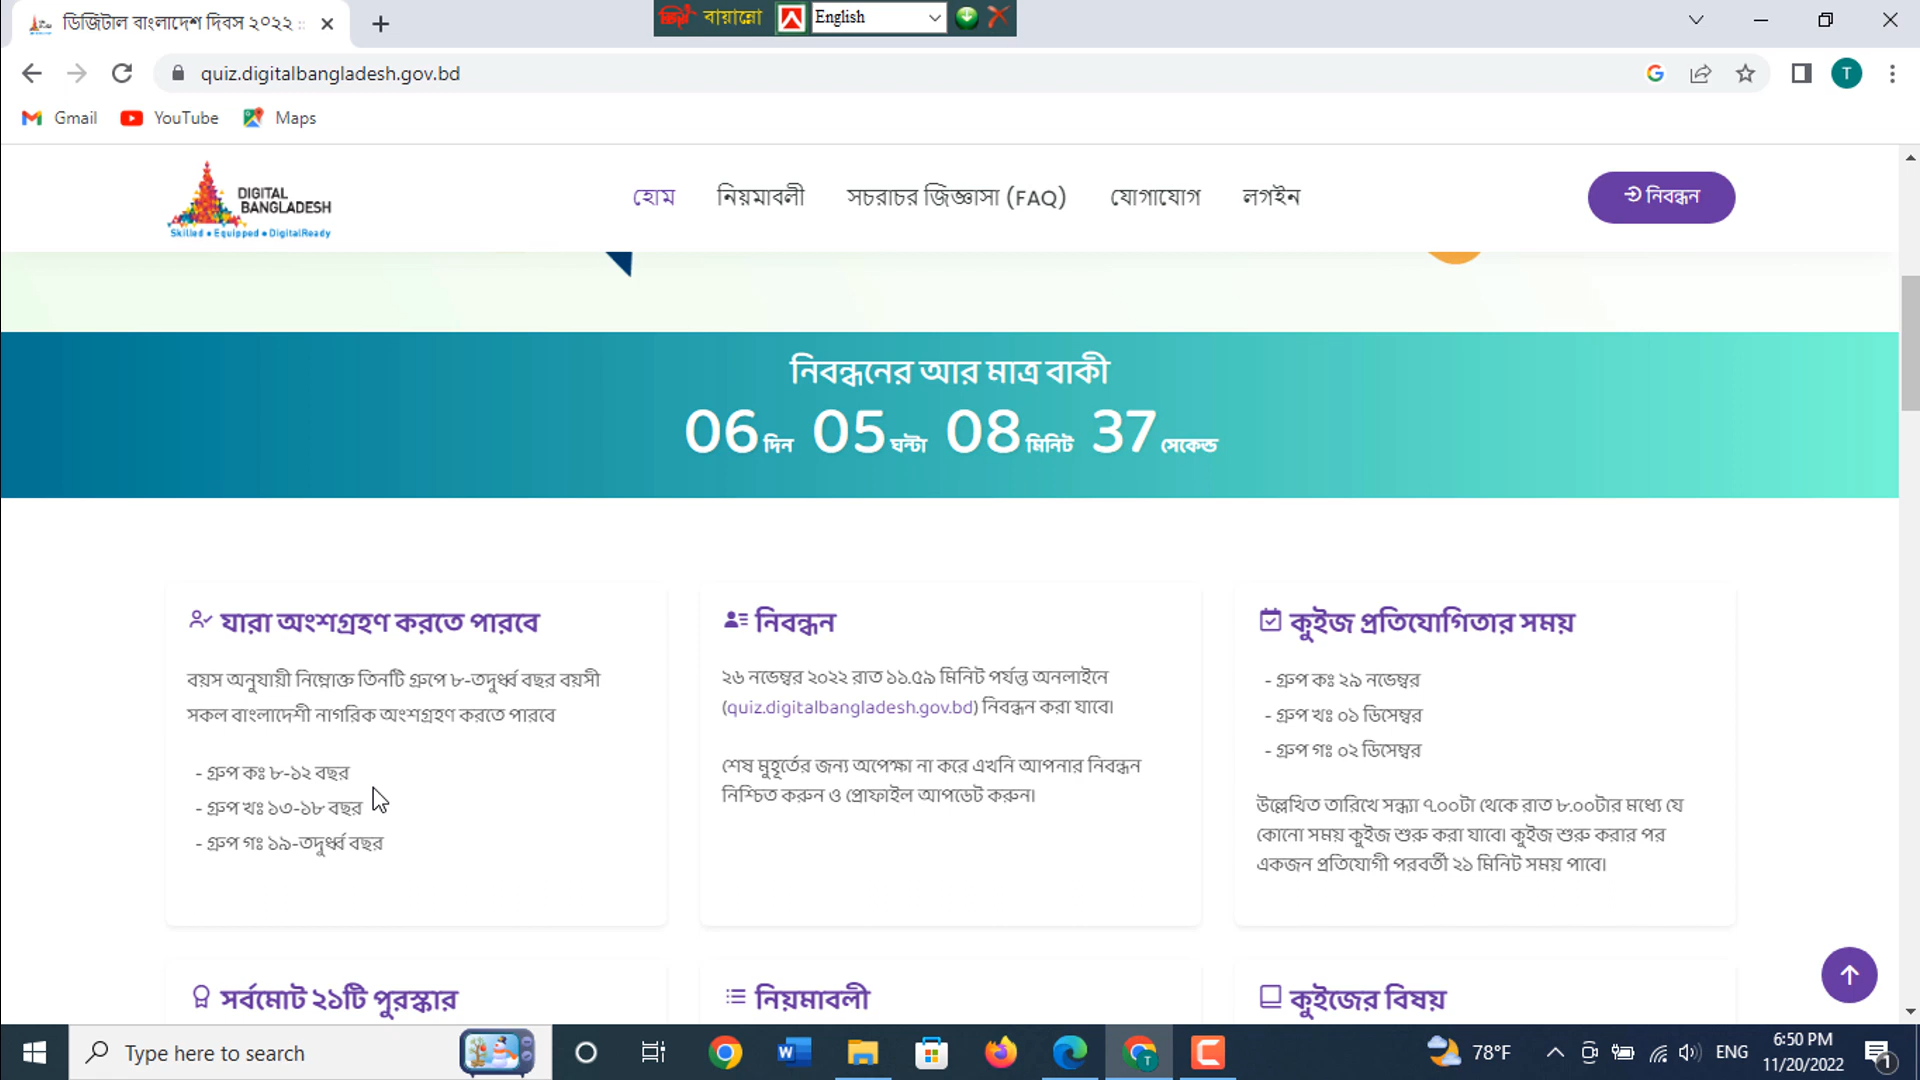 ডিজিটাল বাংলাদেশ দিবস ২০২২ ::
বায়ান্নো
English
quiz.digitalbangladesh.gov.bd
T
Gmail
YouTube
Maps
DIGITAL
BANGLADESH
Skilled • Equipped • DigitalReady
হোম
নিয়মাবলী
সচরাচর জিজ্ঞাসা (FAQ)
যোগাযোগ
লগইন
নিবন্ধন
নিবন্ধনের আর মাত্র বাকী
06 দিন 05 ঘন্টা 08 মিনিট 37 সেকেন্ড
যারা অংশগ্রহণ করতে পারবে
বয়স অনুযায়ী নিম্নোক্ত তিনটি গ্রুপে ৮-তদুর্ধ্ব বছর বয়সী
সকল বাংলাদেশী নাগরিক অংশগ্রহণ করতে পারবে
- গ্রুপ কঃ ৮-১২ বছর
- গ্রুপ খঃ ১৩-১৮ বছর
- গ্রুপ গঃ ১৯-তদুর্ধ্ব বছর
নিবন্ধন
২৬ নভেম্বর ২০২২ রাত ১১.৫৯ মিনিট পর্যন্ত অনলাইনে
(quiz.digitalbangladesh.gov.bd) নিবন্ধন করা যাবে।
শেষ মুহূর্তের জন্য অপেক্ষা না করে এখনি আপনার নিবন্ধন
নিশ্চিত করুন ও প্রোফাইল আপডেট করুন।
কুইজ প্রতিযোগিতার সময়
- গ্রুপ কঃ ২৯ নভেম্বর
- গ্রুপ খঃ ০১ ডিসেম্বর
- গ্রুপ গঃ ০২ ডিসেম্বর
উল্লেখিত তারিখে সন্ধ্যা ৭.০০টা থেকে রাত ৮.০০টার মধ্যে যে
কোনো সময় কুইজ শুরু করা যাবে। কুইজ শুরু করার পর
একজন প্রতিযোগী পরবর্তী ২১ মিনিট সময় পাবে।
সর্বমোট ২১টি পুরস্কার
নিয়মাবলী
কুইজের বিষয়
Type here to search
78°F
ENG
6:50 PM
11/20/2022
1